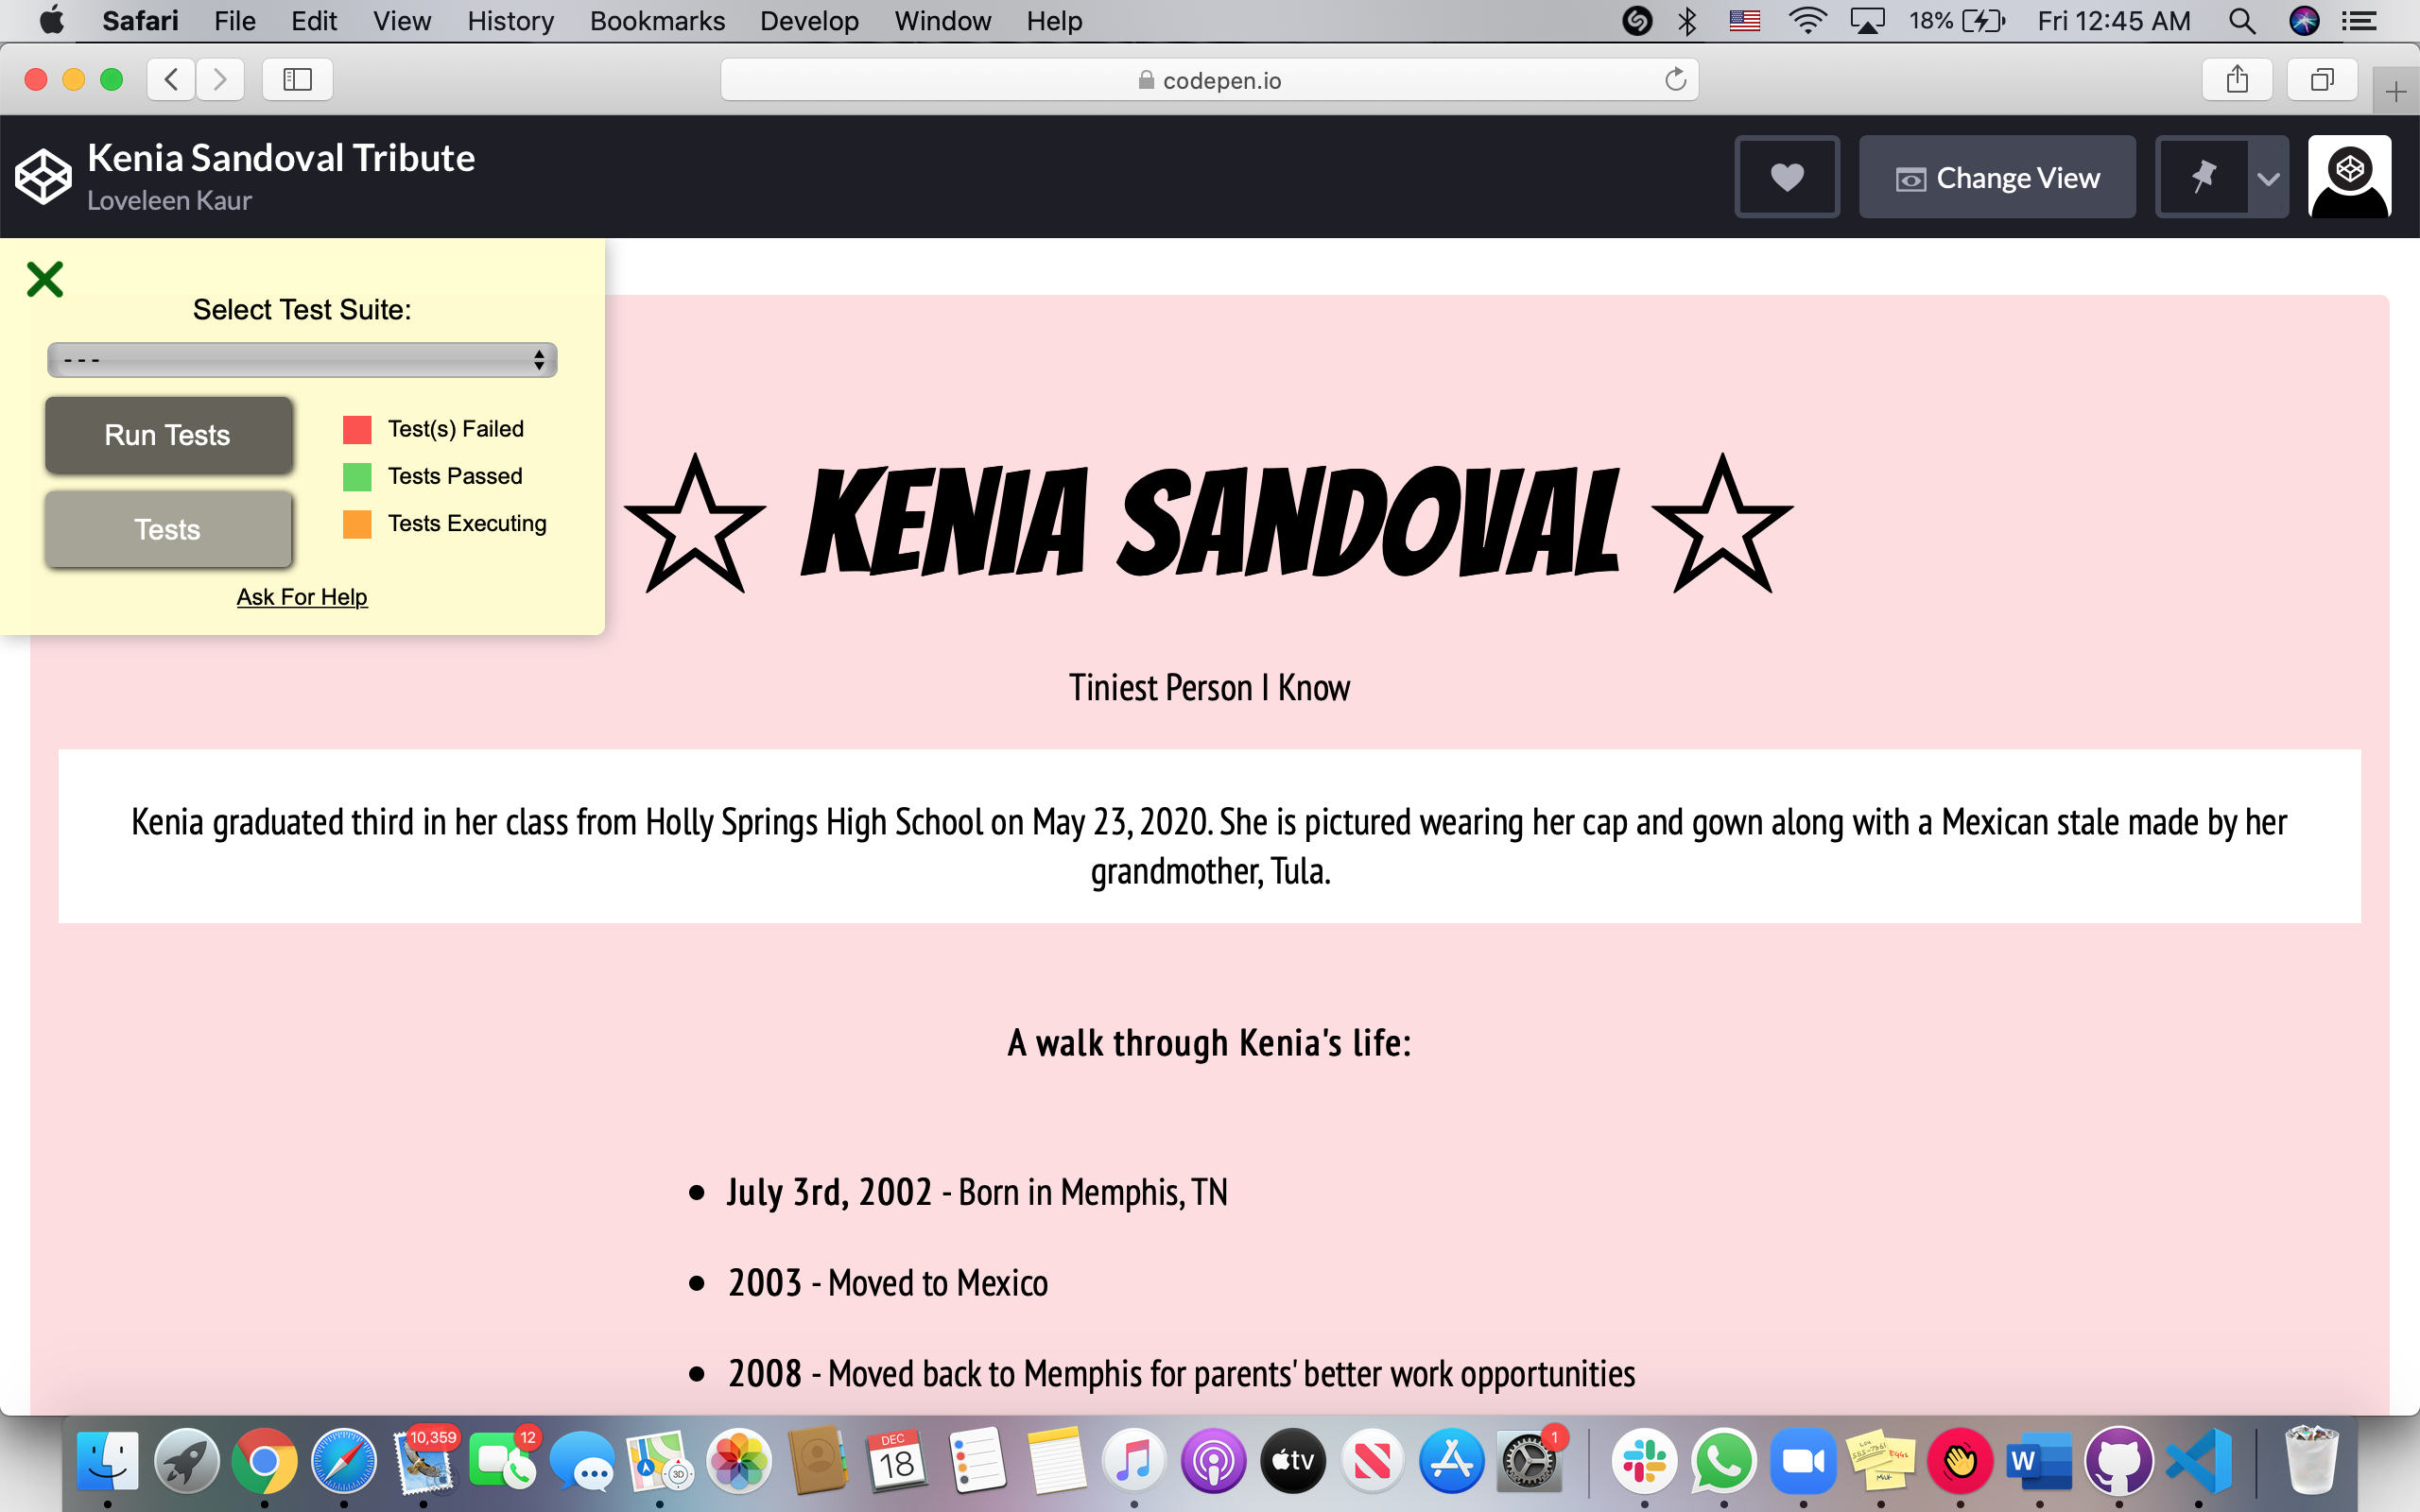 Safari File Edit View History Bookmarks Develop Window Help 18% Fri 12:45 AM
codepen.io
Kenia Sandoval Tribute
Loveleen Kaur
Change View
Select Test Suite:
---
Run Tests
Test(s) Failed
Tests Passed
Tests
Tests Executing
Ask For Help
☆ KENIA SANDOVAL ☆
Tiniest Person I Know
Kenia graduated third in her class from Holly Springs High School on May 23, 2020. She is pictured wearing her cap and gown along with a Mexican stale made by her
grandmother, Tula.
A walk through Kenia's life:
• July 3rd, 2002 - Born in Memphis, TN
• 2003 - Moved to Mexico
• 2008 - Moved back to Memphis for parents' better work opportunities
10,359 12 3D DEC 18 tv 1 W